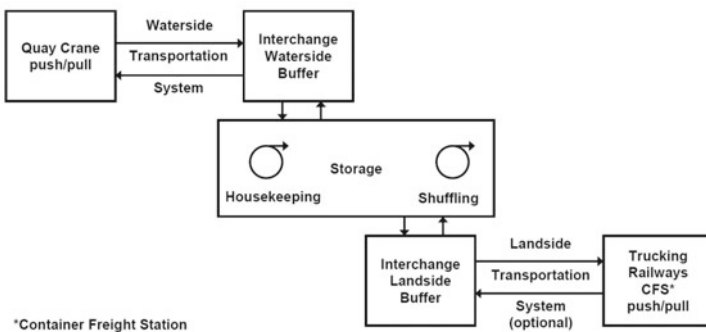 Quay Crane
push/pull
Waterside
Transportation
System
Interchange
Waterside
Buffer
Storage
Housekeeping
Shuffling
Interchange
Landside
Buffer
Landside
Transportation
System
(optional)
Trucking
Railways
CFS*
push/pull
*Container Freight Station